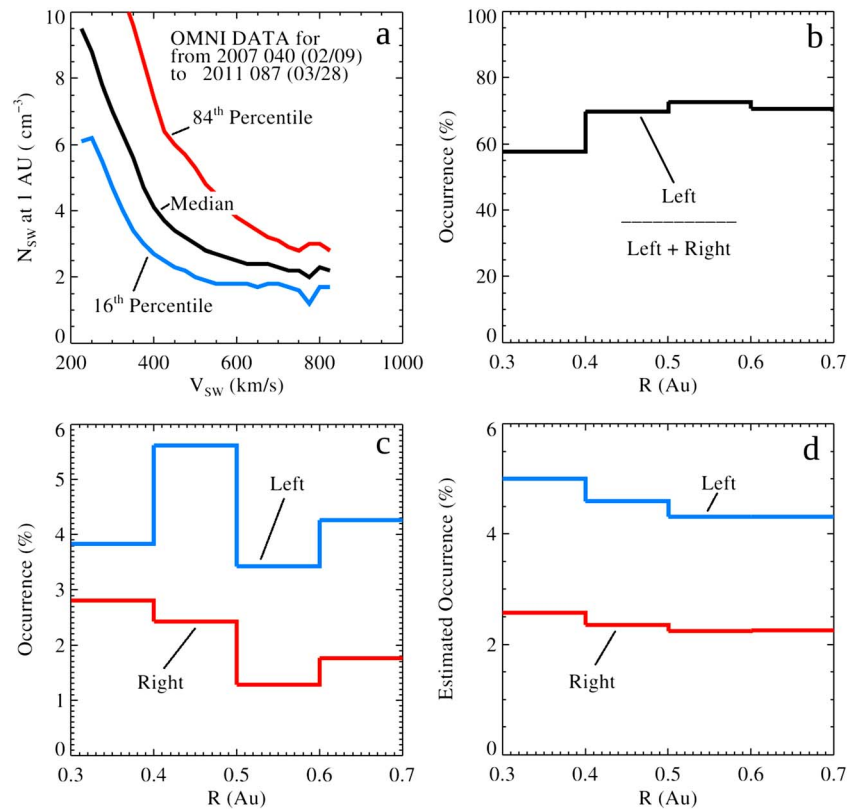 a
OMNI DATA for
from 2007 040 (02/09)
to 2011 087 (03/28)
84th Percentile
Median
16th Percentile
10
8
6
4
2
0
N_SW at 1 AU ( cm⁻³)
200
400
600
800
1000
V_SW (km/s)
b
100
80
60
40
20
0
Occurrence (%)
Left
Left + Right
0.3
0.4
0.5
0.6
0.7
R (Au)
c
6
5
4
3
2
1
0
Occurrence (%)
Left
Right
0.3
0.4
0.5
0.6
0.7
R (Au)
d
6
4
2
0
Estimated Occurrence (%)
Left
Right
0.3
0.4
0.5
0.6
0.7
R (Au)